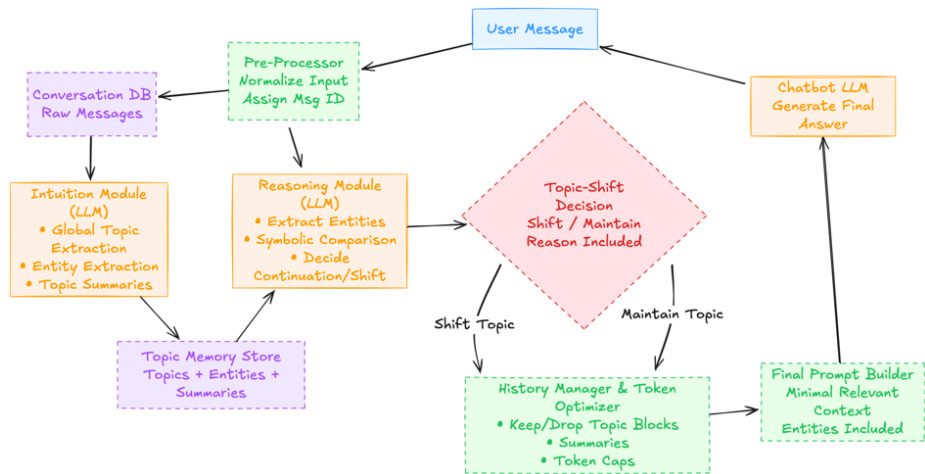 User Message
Pre-Processor
Normalize Input
Assign Msg ID
Conversation DB
Raw Messages
Chatbot LLM
Generate Final
Answer
Intuition Module
(LLM)
• Global Topic
Extraction
• Entity Extraction
• Topic Summaries
Reasoning Module
(LLM)
• Extract Entities
• Symbolic Comparison
• Decide
Continuation/Shift
Topic-Shift
Decision
Shift / Maintain
Reason Included
Shift Topic
Maintain Topic
Topic Memory Store
Topics + Entities +
Summaries
History Manager & Token
Optimizer
• Keep/Drop Topic Blocks
• Summaries
• Token Caps
Final Prompt Builder
Minimal Relevant
Context
Entities Included